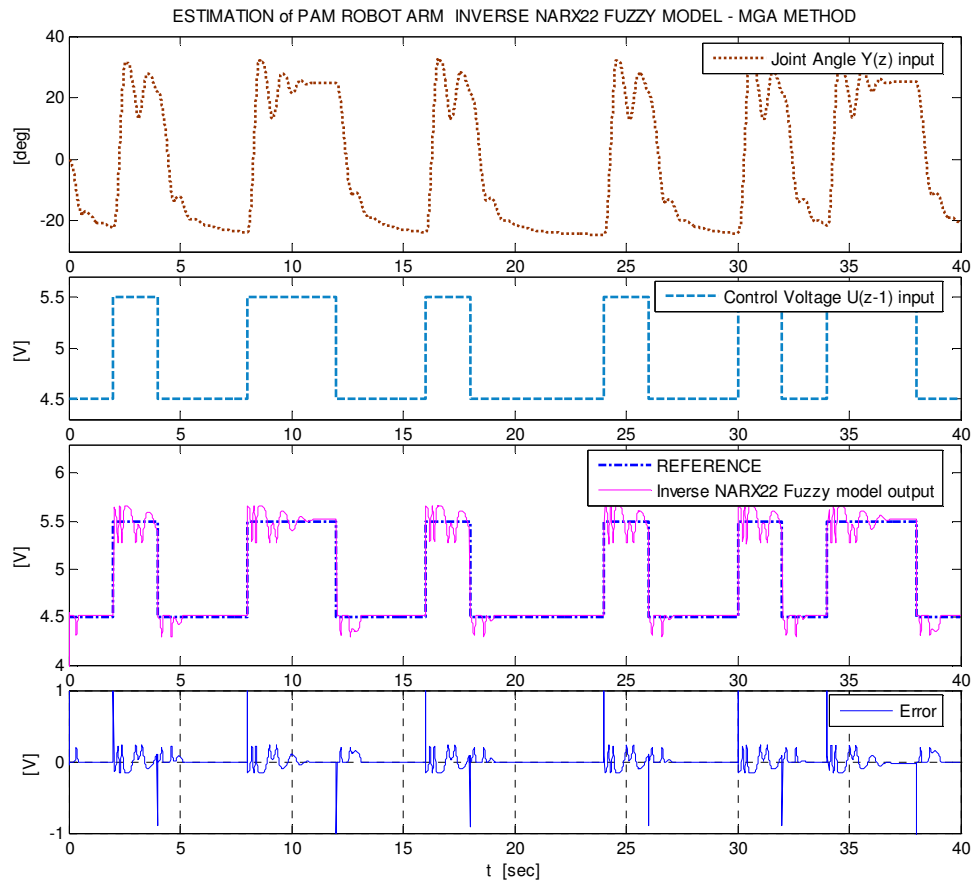 ESTIMATION of PAM ROBOT ARM INVERSE NARX22 FUZZY MODEL - MGA METHOD
40
20
0
-20
[deg]
Joint Angle Y(z) input
0 5 10 15 20 25 30 35 40
5.5
5
4.5
[V]
Control Voltage U(z-1) input
0 5 10 15 20 25 30 35 40
6
5.5
5
4.5
4
[V]
REFERENCE
Inverse NARX22 Fuzzy model output
0 5 10 15 20 25 30 35 40
1
0
-1
[V]
Error
0 5 10 15 20 25 30 35 40
t [sec]